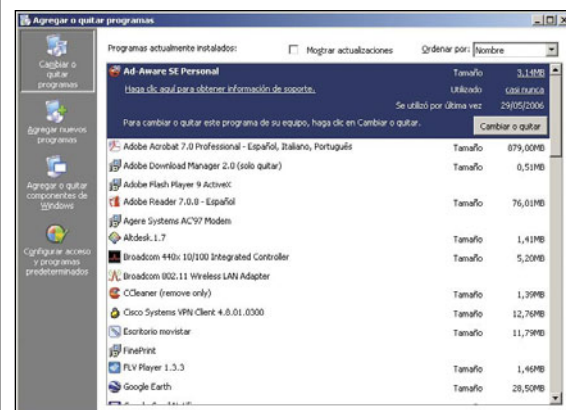 Agregar o quitar programas
Cambiar o
quitar
programas
Agregar nuevos
programas
Agregar o quitar
componentes de
Windows
Configurar acceso
y programas
predeterminados
Programas actualmente instalados:
Mostrar actualizaciones
Ordenar por: Nombre
Ad-Aware SE Personal Tamaño 3,14MB
Haga clic aquí para obtener información de soporte. Utilizado casi nunca
Se utilizó por última vez 29/05/2006
Para cambiar o quitar este programa de su equipo, haga clic en Cambiar o quitar. Cambiar o quitar
Adobe Acrobat 7.0 Professional - Español, Italiano, Português Tamaño 879,00MB
Adobe Download Manager 2.0 (solo quitar) Tamaño 0,51MB
Adobe Flash Player 9 ActiveX
Adobe Reader 7.0.8 - Español Tamaño 76,01MB
Agere Systems AC'97 Modem
Altdesk.1.7 Tamaño 1,41MB
Broadcom 440x 10/100 Integrated Controller Tamaño 5,20MB
Broadcom 802.11 Wireless LAN Adapter
CCleaner (remove only) Tamaño 1,39MB
Cisco Systems VPN Client 4.8.01.0300 Tamaño 12,76MB
Escritorio movistar Tamaño 11,79MB
FinePrint
FLV Player 1.3.3 Tamaño 1,46MB
Google Earth Tamaño 28,50MB